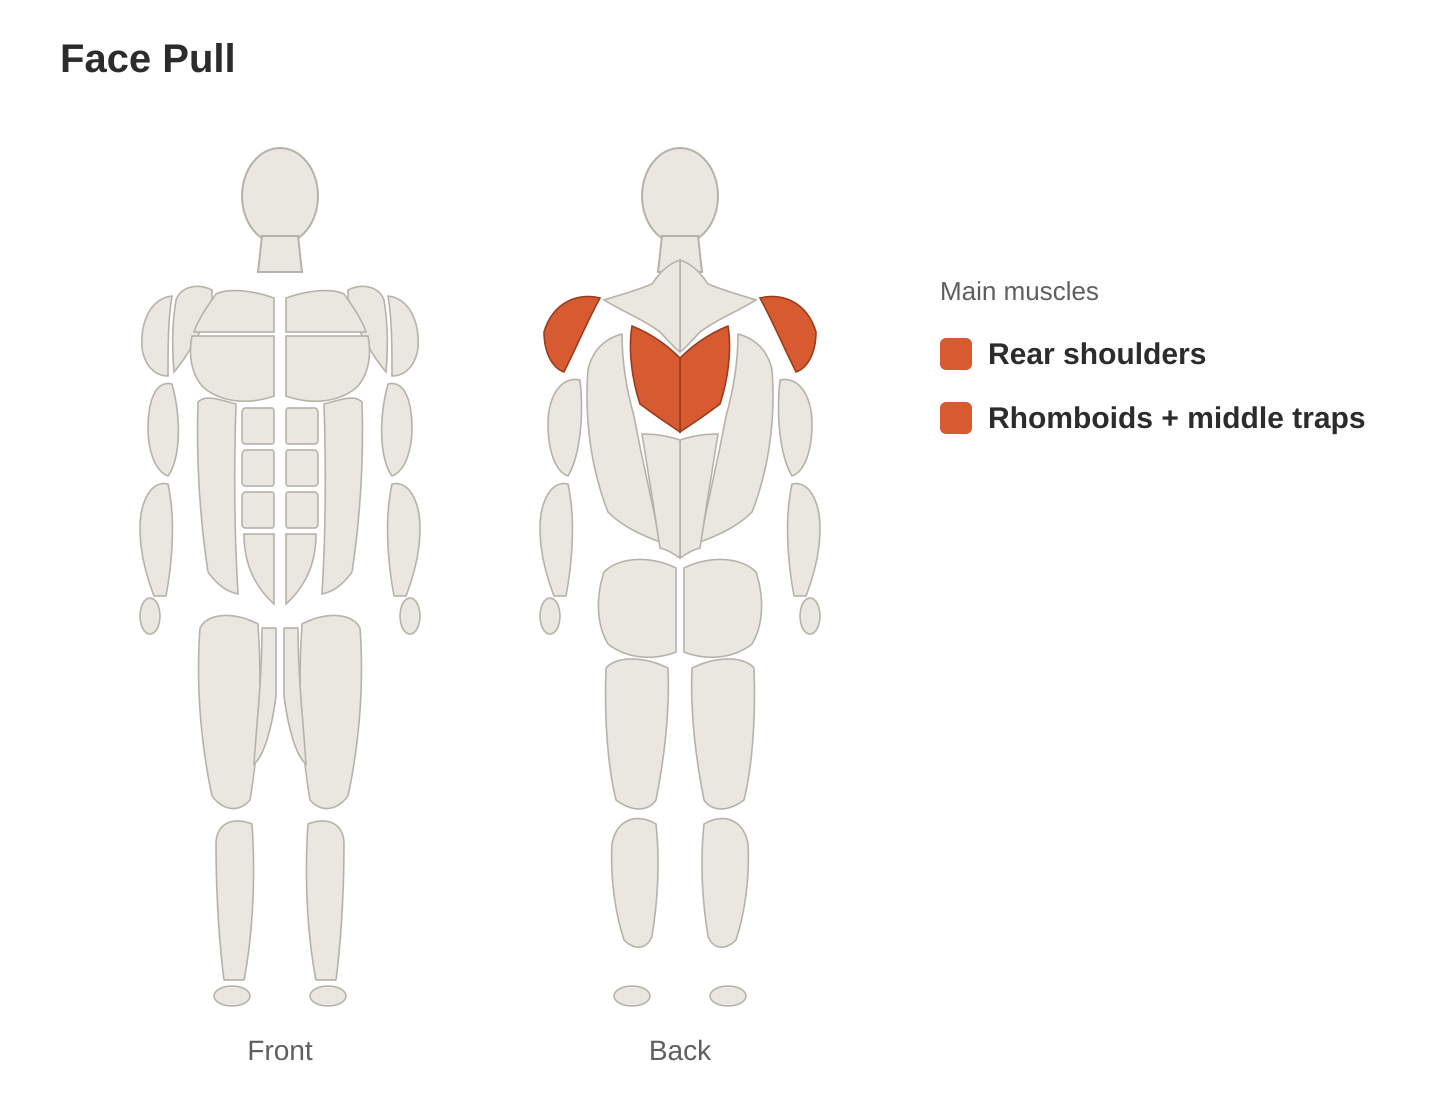 Face Pull
Main muscles
Rear shoulders
Rhomboids + middle traps
Front
Back